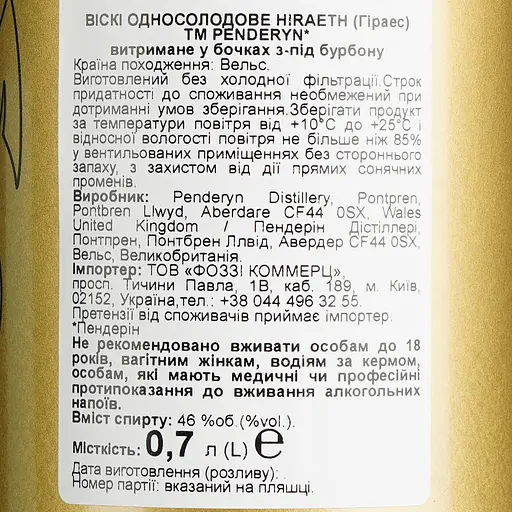 ВІСКІ ОДНОСОЛОДОВЕ HIRAETH (Гіраес)
ТМ PENDERYN*
витримане у бочках з-під бурбону
Країна походження: Вельс.
Виготовлений без холодної фільтрації.Строк
придатності до споживання необмежений при
дотриманні умов зберігання.Зберігати продукт
за температури повітря від +10°С до +25°С і
відносної вологості повітря не більше ніж 85%
у вентильованих приміщеннях без стороннього
запаху, з захистом від дії прямих сонячних
променів.
Виробник: Penderyn Distillery, Pontpren,
Pontbren Llwyd, Aberdare CF44 0SX, Wales
United Kingdom / Пендерін Дістіллері,
Понтпрен, Понтбрен Ллвід, Авердер CF44 0SX,
Вельс, Великобританія.
Імпортер: ТОВ «ФОЗЗІ КОММЕРЦ»,
просп. Тичини Павла, 1В, каб. 189, м. Київ,
02152, Україна,тел.: +38 044 496 32 55.
Претензії від споживачів приймає імпортер.
*Пендерін
Не рекомендовано вживати особам до 18
років, вагітним жінкам, водіям за кермом,
особам, які мають медичні чи професійні
протипоказання до вживання алкогольних
напоїв.
Вміст спирту: 46 %об.(%vol.).
Місткість: 0,7 л (L) ℮
Дата виготовлення (розливу): .
Номер партії: вказаний на пляшці.